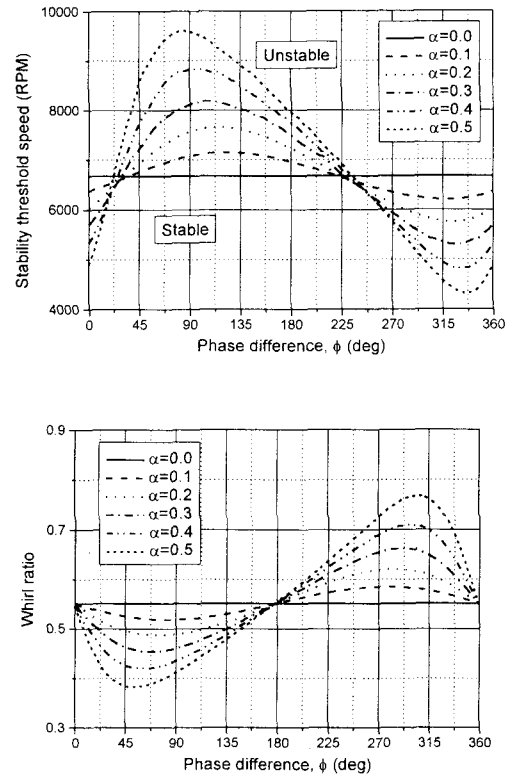 Stability threshold speed (RPM)
10000
8000
6000
4000
Unstable
Stable
α=0.0
α=0.1
α=0.2
α=0.3
α=0.4
α=0.5
0 45 90 135 180 225 270 315 360
Phase difference, ϕ (deg)
Whirl ratio
0.9
0.7
0.5
0.3
α=0.0
α=0.1
α=0.2
α=0.3
α=0.4
α=0.5
0 45 90 135 180 225 270 315 360
Phase difference, ϕ (deg)